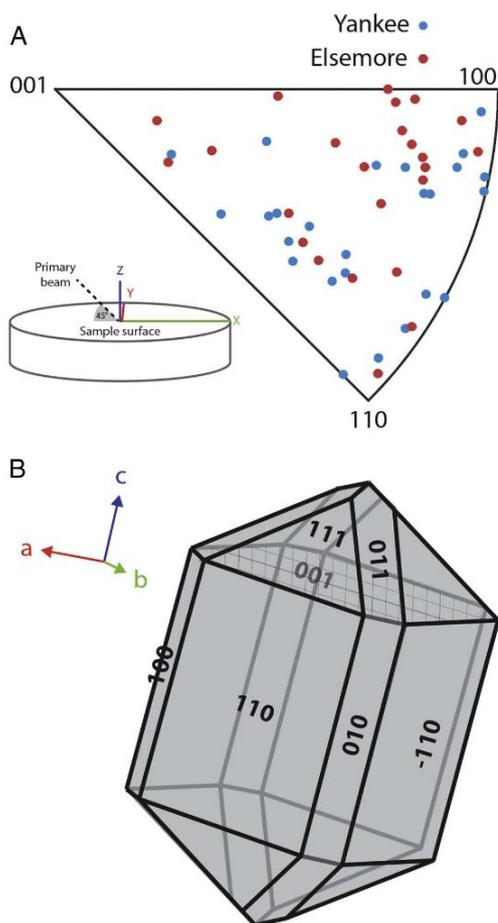 A
Yankee
Elsemore
001
100
Primary
beam
Z
Y
45°
X
Sample surface
110
B
c
a
b
111
011
001
100
110
010
-110